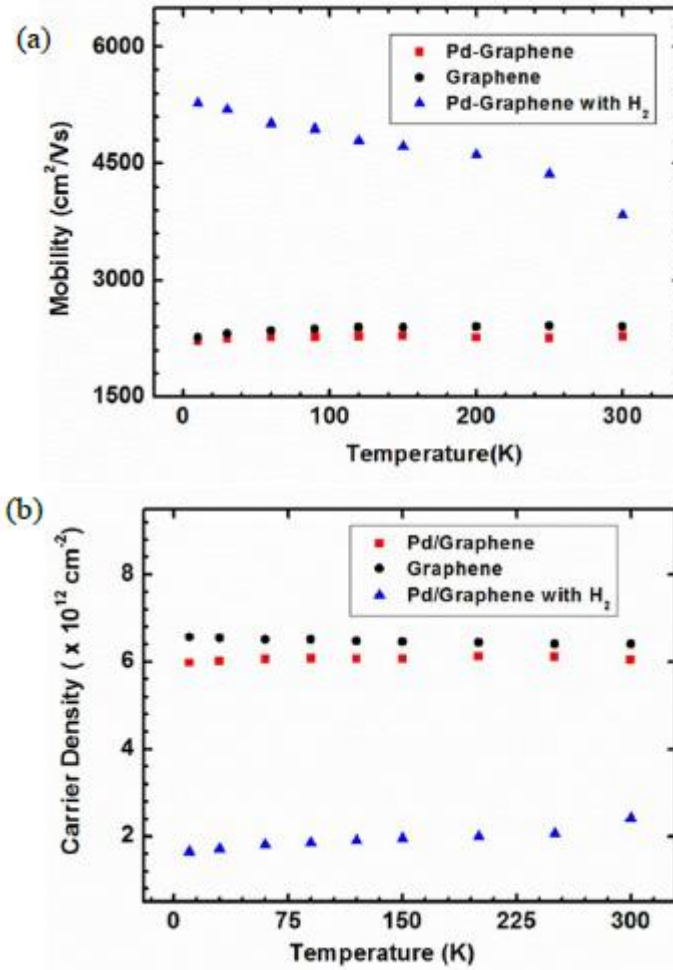 (a)
6000
4500
3000
1500
Mobility (cm²/Vs)
Pd-Graphene
Graphene
Pd-Graphene with H₂
0 100 200 300
Temperature(K)
(b)
8
6
4
2
Carrier Density ( x 10¹² cm⁻²)
Pd/Graphene
Graphene
Pd/Graphene with H₂
0 75 150 225 300
Temperature (K)